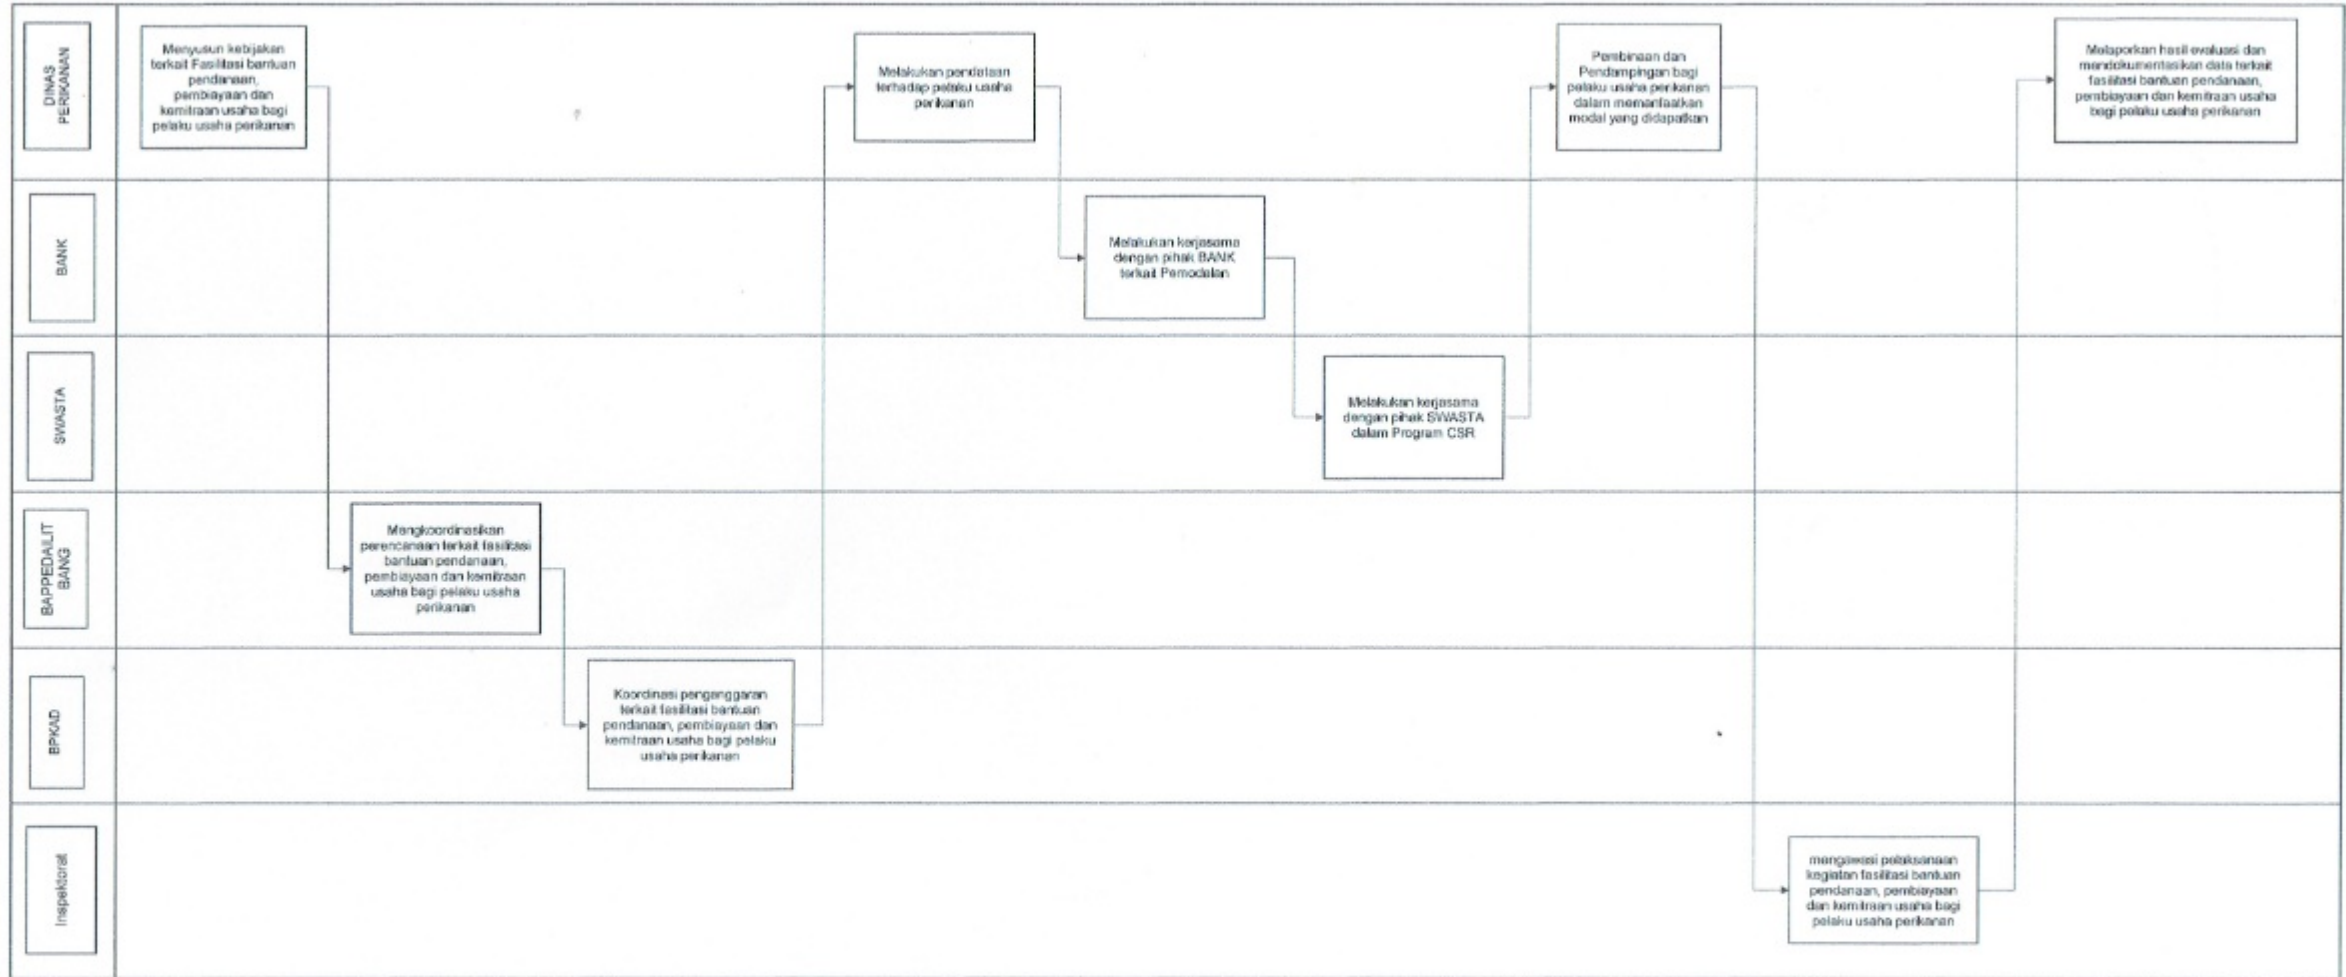 DINAS
PERIKANAN
Menyusun kebijakan
terkait Fasilitasi bantuan
pendanaan,
pembiayaan dan
kemitraan usaha bagi
pelaku usaha perikanan
Melakukan pendataan
terhadap pelaku usaha
perikanan
Pembinaan dan
Pendampingan bagi
pelaku usaha perikanan
dalam memanfaatkan
modal yang didapatkan
Melaporkan hasil evaluasi dan
mendokumentasikan data terkait
fasilitasi bantuan pendanaan,
pembiayaan dan kemitraan usaha
bagi pelaku usaha perikanan
BANK
Melakukan kerjasama
dengan pihak BANK
terkait Pemodalan
SWASTA
Melakukan kerjasama
dengan pihak SWASTA
dalam Program CSR
BAPPEDAILIT
BANG
Mengkoordinasikan
perencanaan terkait fasilitasi
bantuan pendanaan,
pembiayaan dan kemitraan
usaha bagi pelaku usaha
perikanan
BPKAD
Koordinasi penganggaran
terkait fasilitasi bantuan
pendanaan, pembiayaan dan
kemitraan usaha bagi pelaku
usaha perikanan
Inspektorat
mengawasi pelaksanaan
kegiatan fasilitasi bantuan
pendanaan, pembiayaan
dan kemitraan usaha bagi
pelaku usaha perikanan